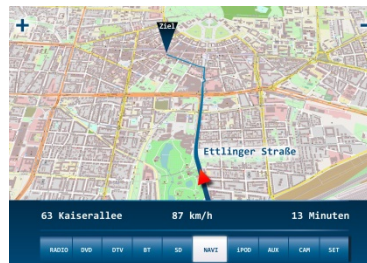 Ziel
Ettlinger Straße
63 Kaiserallee 87 km/h 13 Minuten
RADIO DVD DTV BT SD NAVI iPOD AUX CAM SET